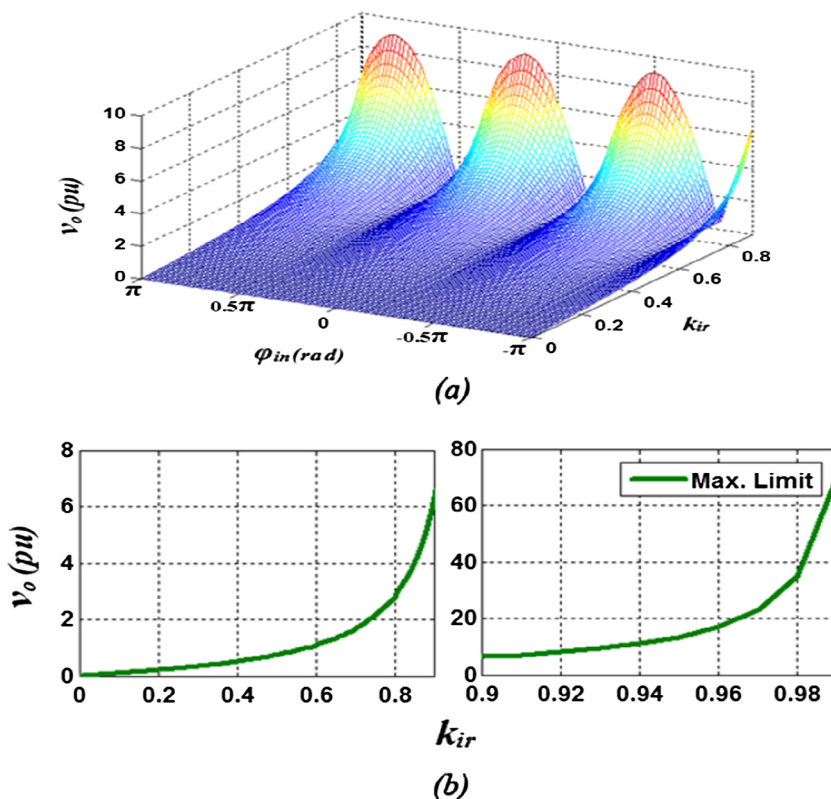 10
8
6
4
2
0
v₀ (pu)
π
0.5π
0
-0.5π
-π
φin (rad)
0
0.2
0.4
0.6
0.8
kir
(a)
8
6
4
2
0
v₀ (pu)
0 0.2 0.4 0.6 0.8
80
60
40
20
0
Max. Limit
0.9 0.92 0.94 0.96 0.98
kir
(b)